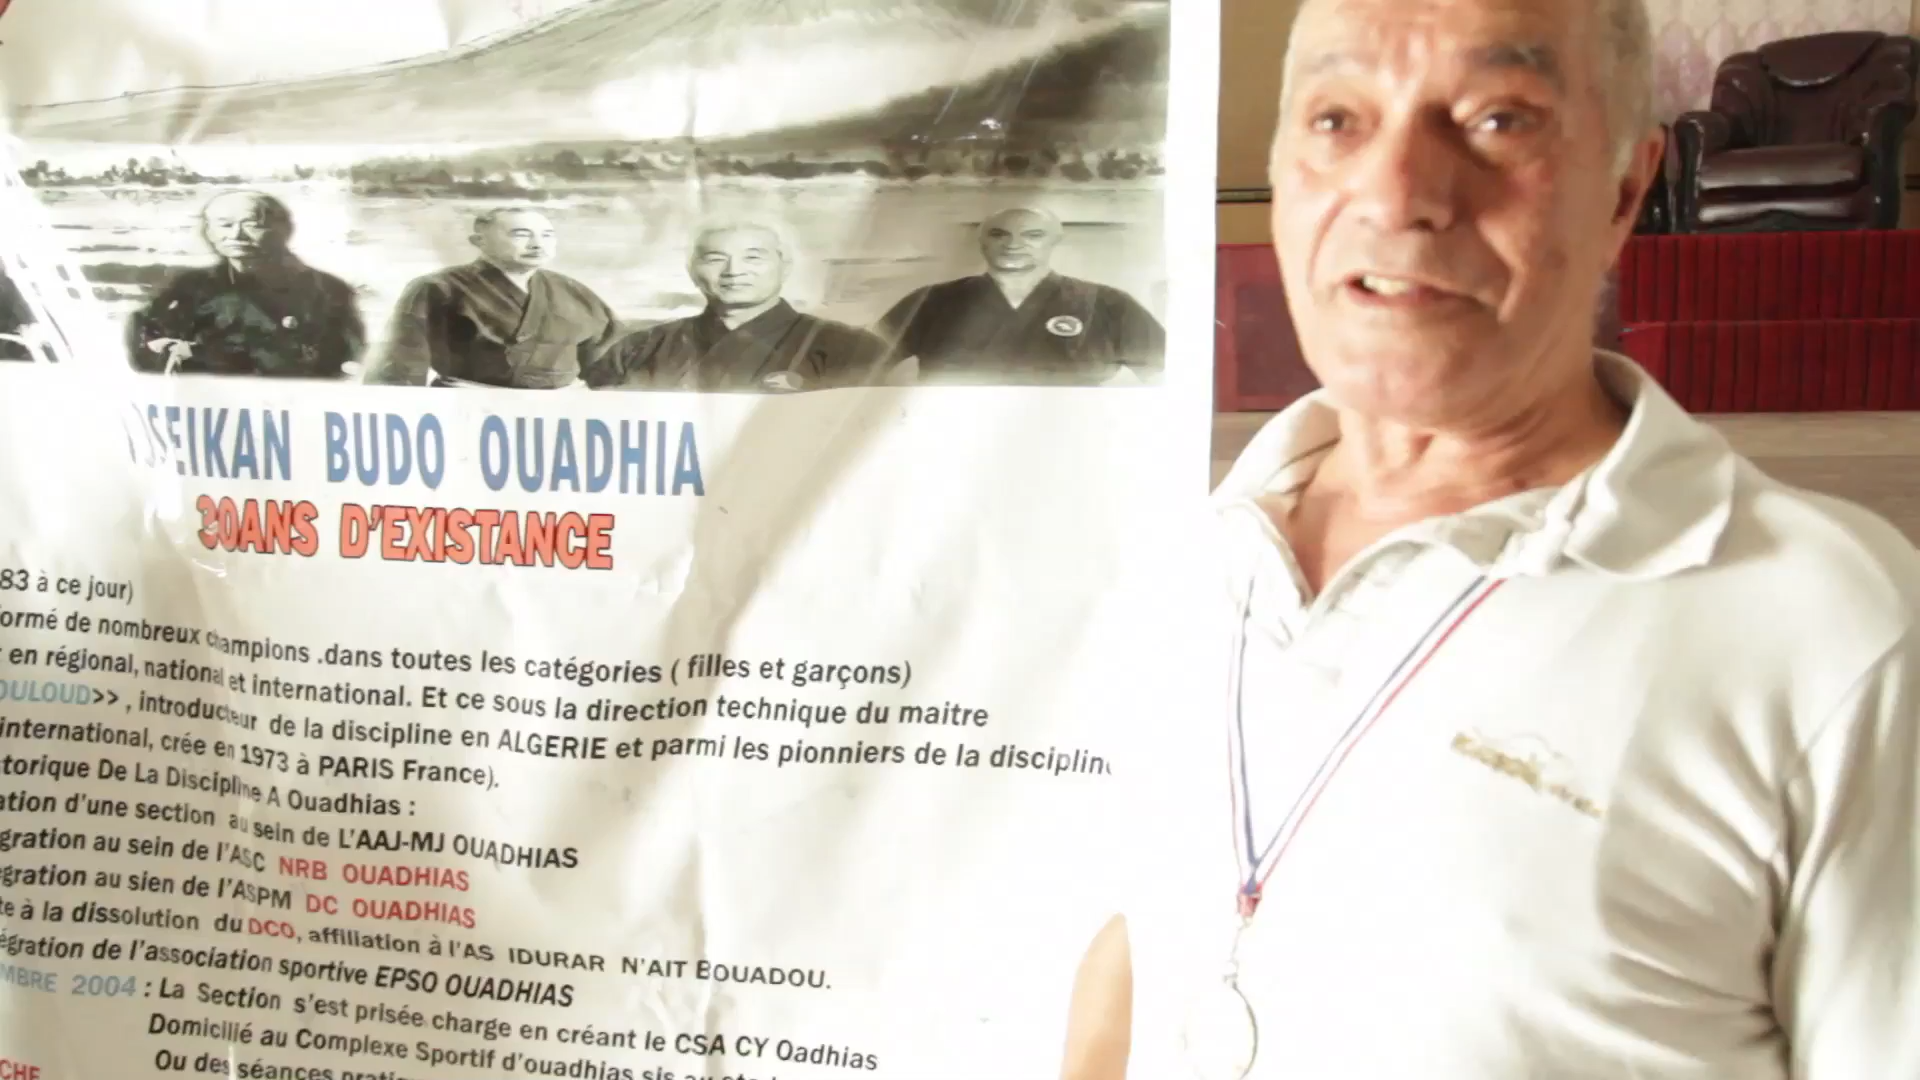 OSEIKAN BUDO OUADHIA
30ANS D'EXISTANCE
83 à ce jour)
ormé de nombreux champions .dans toutes les catégories ( filles et garçons)
en régional, national et international. Et ce sous la direction technique du maitre
OULOUD>> , introducteur de la discipline en ALGERIE et parmi les pionniers de la disciplin
international, crée en 1973 à PARIS France).
torique De La Discipline A Ouadhias :
ation d'une section au sein de L'AAJ-MJ OUADHIAS
gration au sein de l'ASC NRB OUADHIAS
égration au sien de l'ASPM DC OUADHIAS
te à la dissolution du DCO, affiliation à l'AS IDURAR N'AIT BOUADOU.
égration de l'association sportive EPSO OUADHIAS
MBRE 2004 : La Section s'est prisée charge en créant le CSA CY Oadhias
Domicilié au Complexe Sportif d'ouadhias sis au
CHE Ou des séances